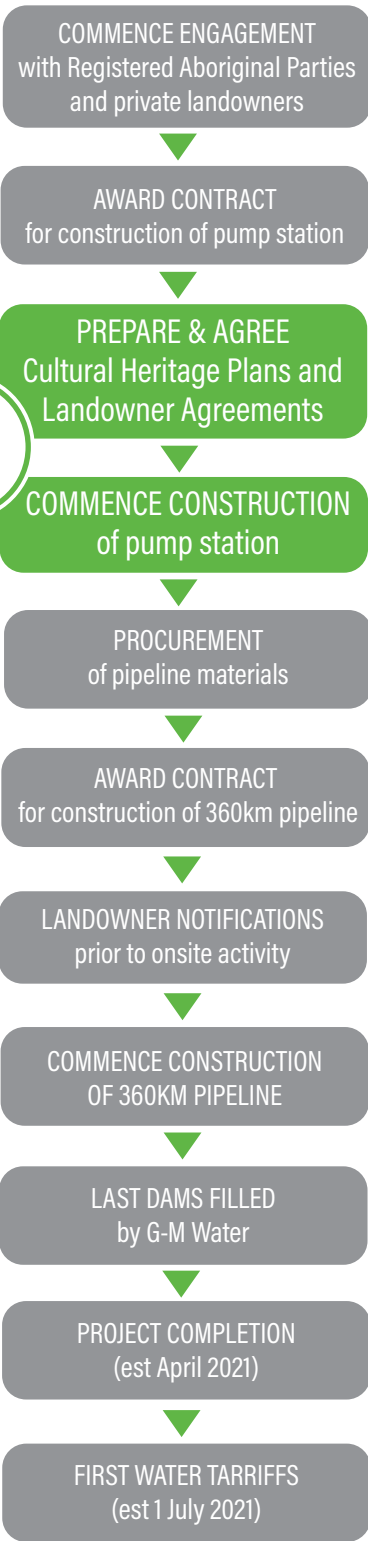 COMMENCE ENGAGEMENT
with Registered Aboriginal Parties
and private landowners
AWARD CONTRACT
for construction of pump station
PREPARE & AGREE
Cultural Heritage Plans and
Landowner Agreements
COMMENCE CONSTRUCTION
of pump station
PROCUREMENT
of pipeline materials
AWARD CONTRACT
for construction of 360km pipeline
LANDOWNER NOTIFICATIONS
prior to onsite activity
COMMENCE CONSTRUCTION
OF 360KM PIPELINE
LAST DAMS FILLED
by G-M Water
PROJECT COMPLETION
(est April 2021)
FIRST WATER TARRIFFS
(est 1 July 2021)